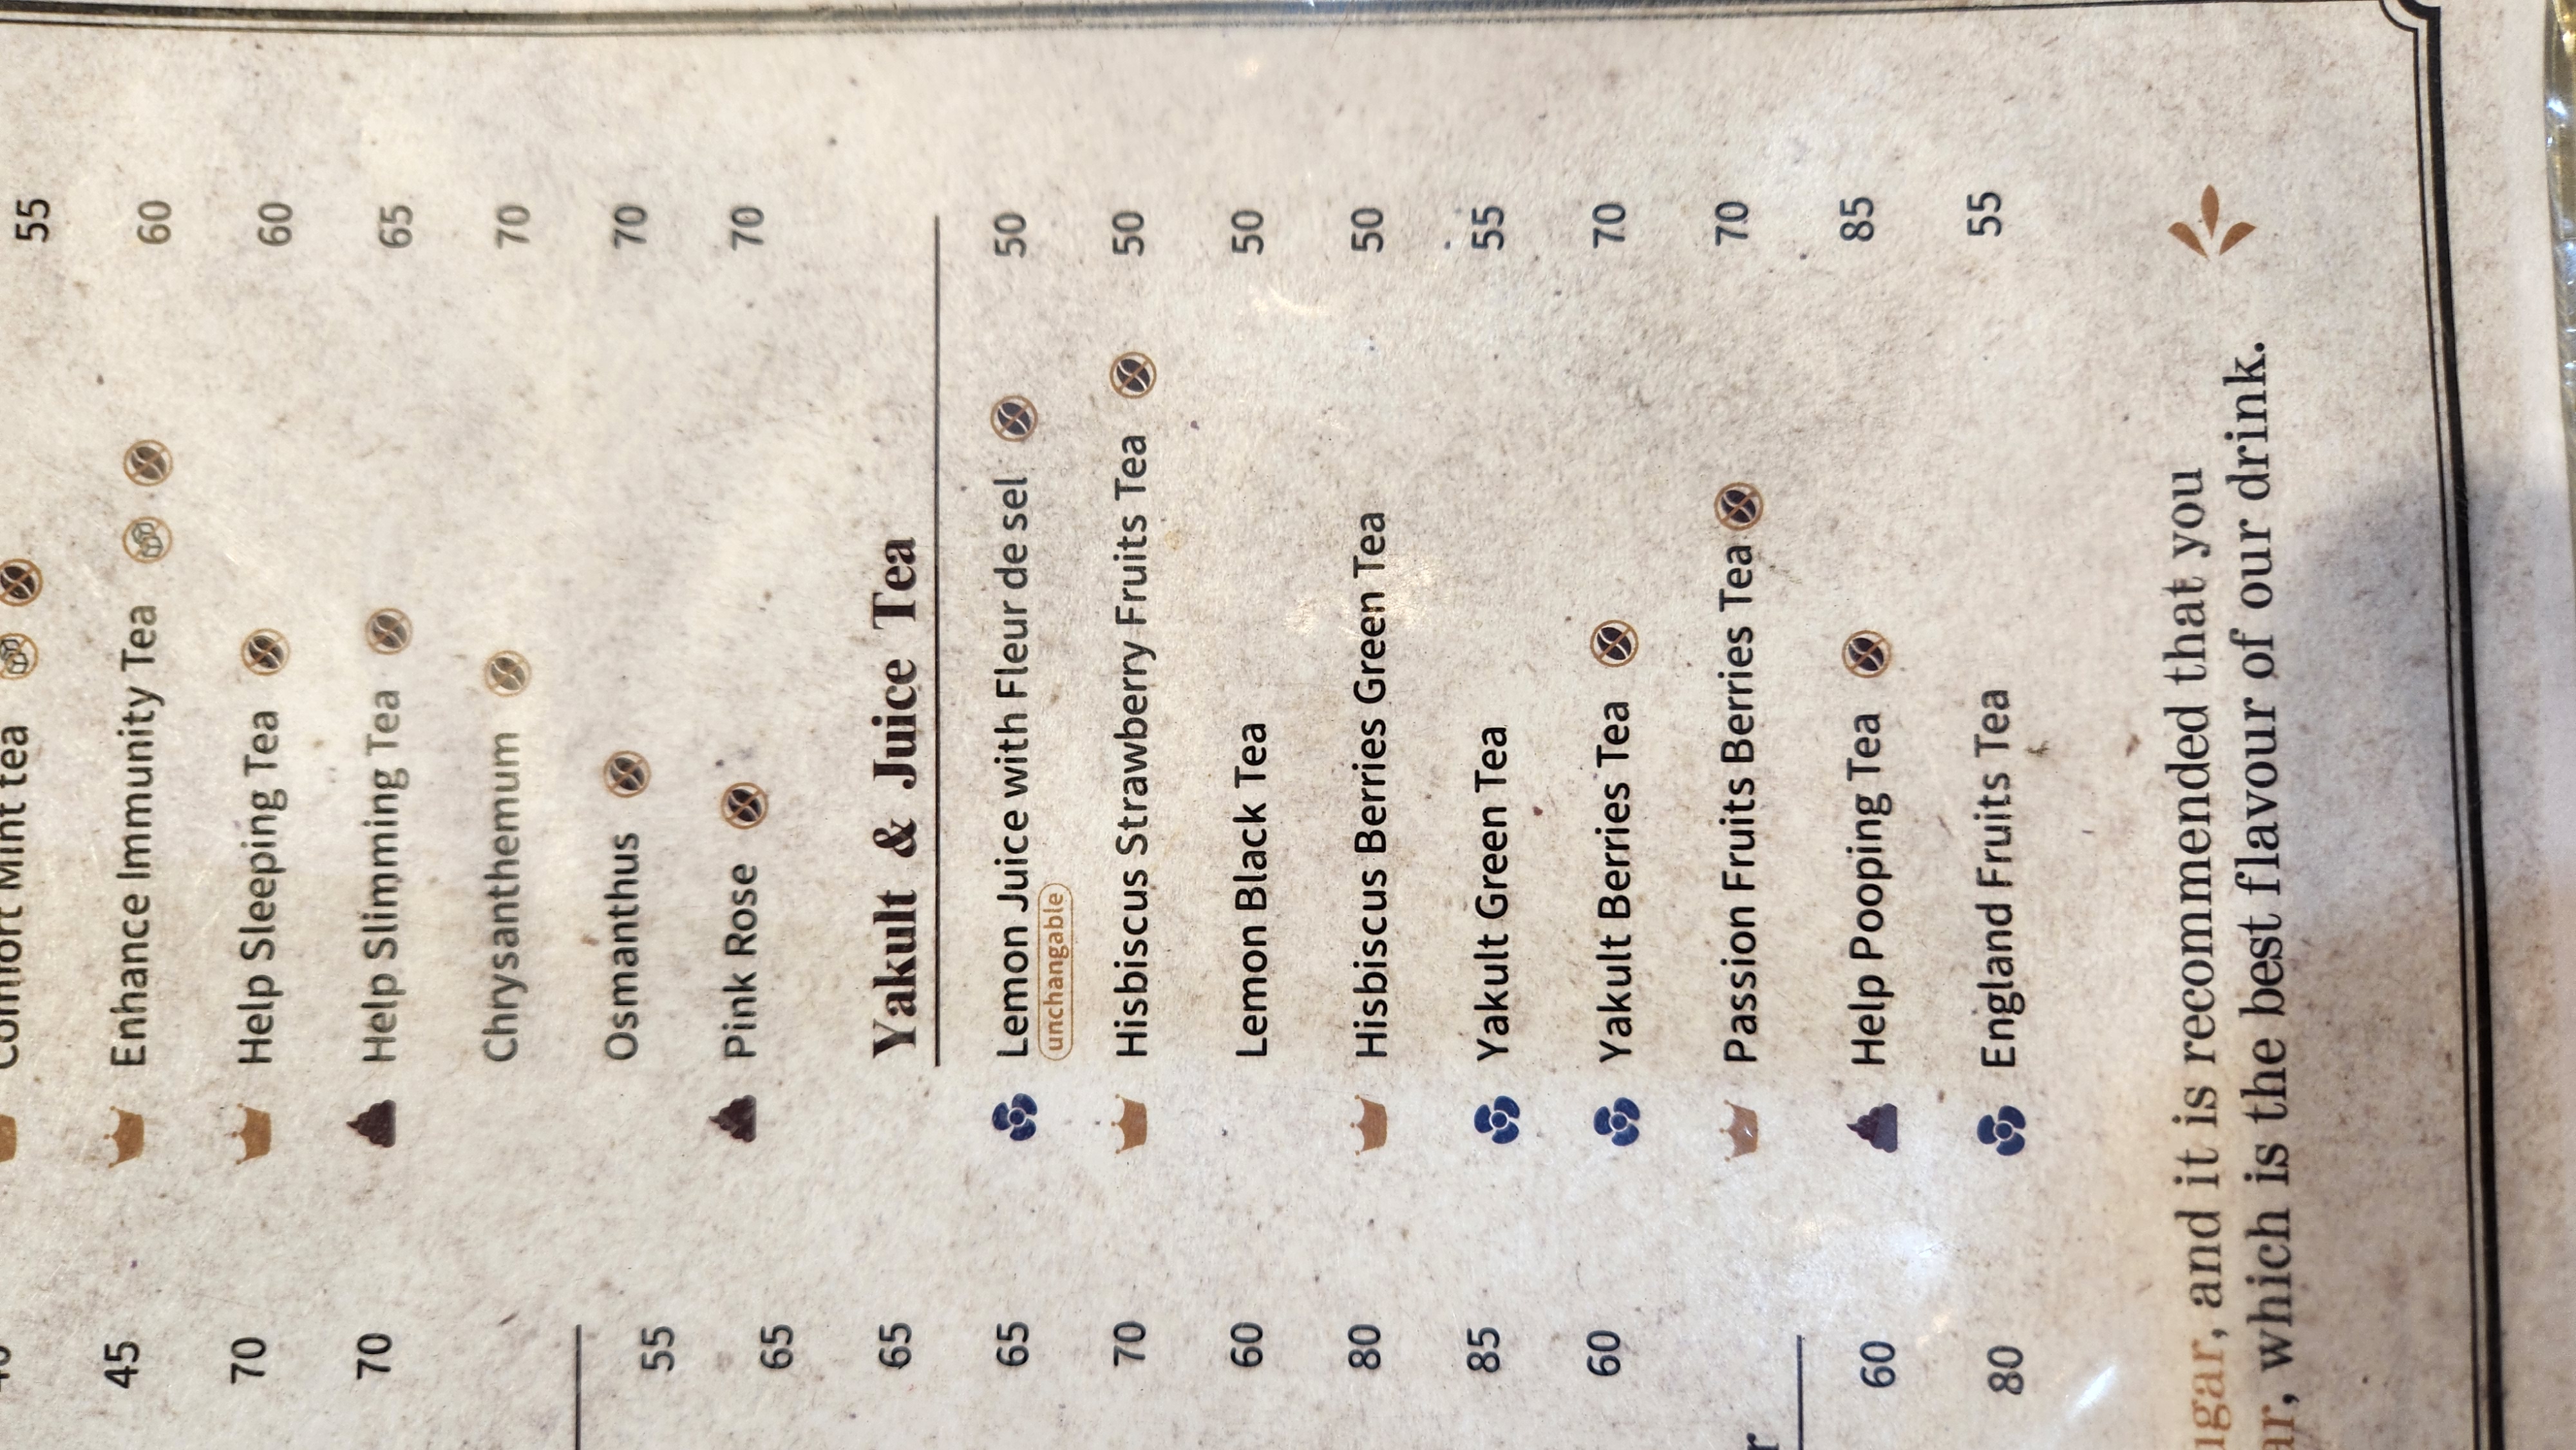 40
Comfort Mint tea 55
45
Enhance Immunity Tea 60
70
Help Sleeping Tea 60
70
Help Slimming Tea 65
Chrysanthemum 70
55
Osmanthus 70
65
Pink Rose 70
65
Yakult & Juice Tea
65
Lemon Juice with Fleur de sel 50
unchangable
70
Hisbiscus Strawberry Fruits Tea 50
60
Lemon Black Tea 50
80
Hisbiscus Berries Green Tea 50
85
Yakult Green Tea 55
60
Yakult Berries Tea 70
r
Passion Fruits Berries Tea 70
60
Help Pooping Tea 85
80
England Fruits Tea 55
ugar, and it is recommended that you
ar, which is the best flavour of our drink.